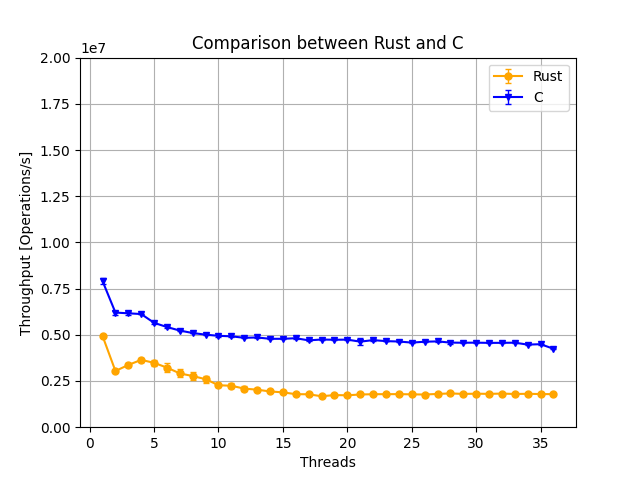 Comparison between Rust and C
1e7
2.00
1.75
1.50
1.25
1.00
0.75
0.50
0.25
0.00
Throughput [Operations/s]
Rust
C
0 5 10 15 20 25 30 35
Threads